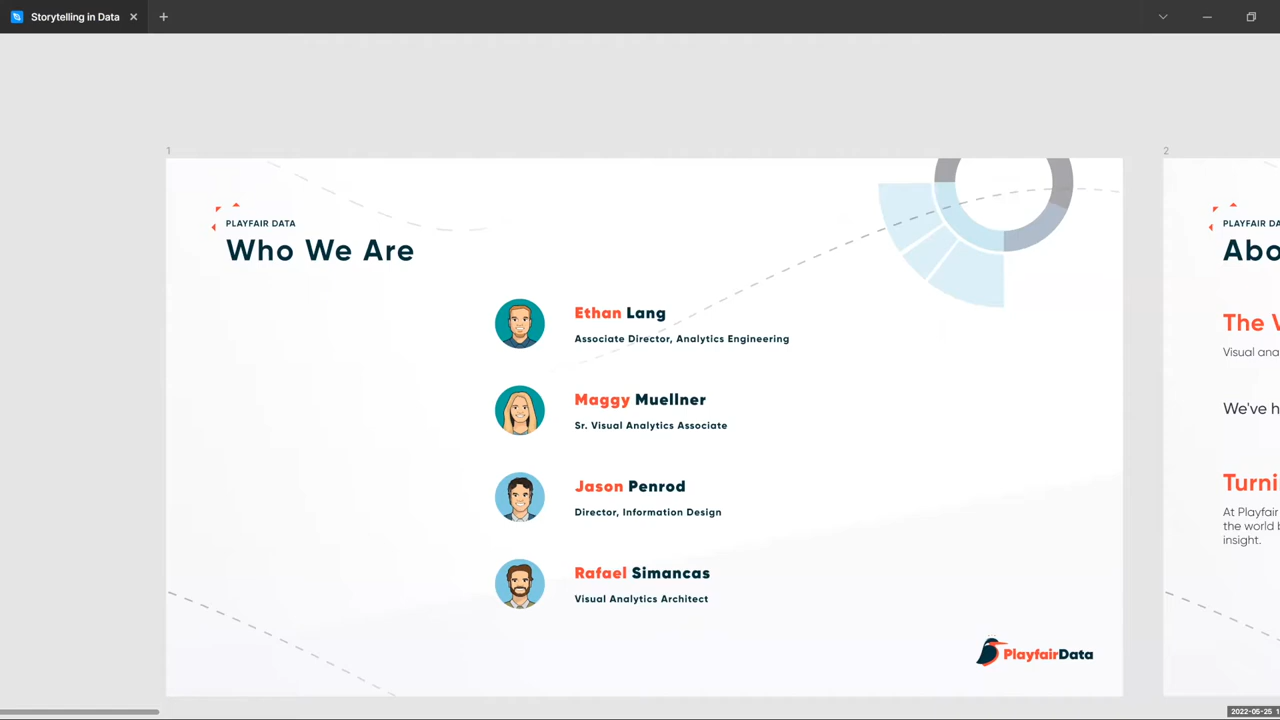 Storytelling in Data
1
2
PLAYFAIR DATA
Who We Are
Ethan Lang
Associate Director, Analytics Engineering
Maggy Muellner
Sr. Visual Analytics Associate
Jason Penrod
Director, Information Design
Rafael Simancas
Visual Analytics Architect
PlayfairData
PLAYFAIR DA
Abo
The
Visual ana
We've h
Turni
At Playfair
the world b
insight.
2022-05-25 1